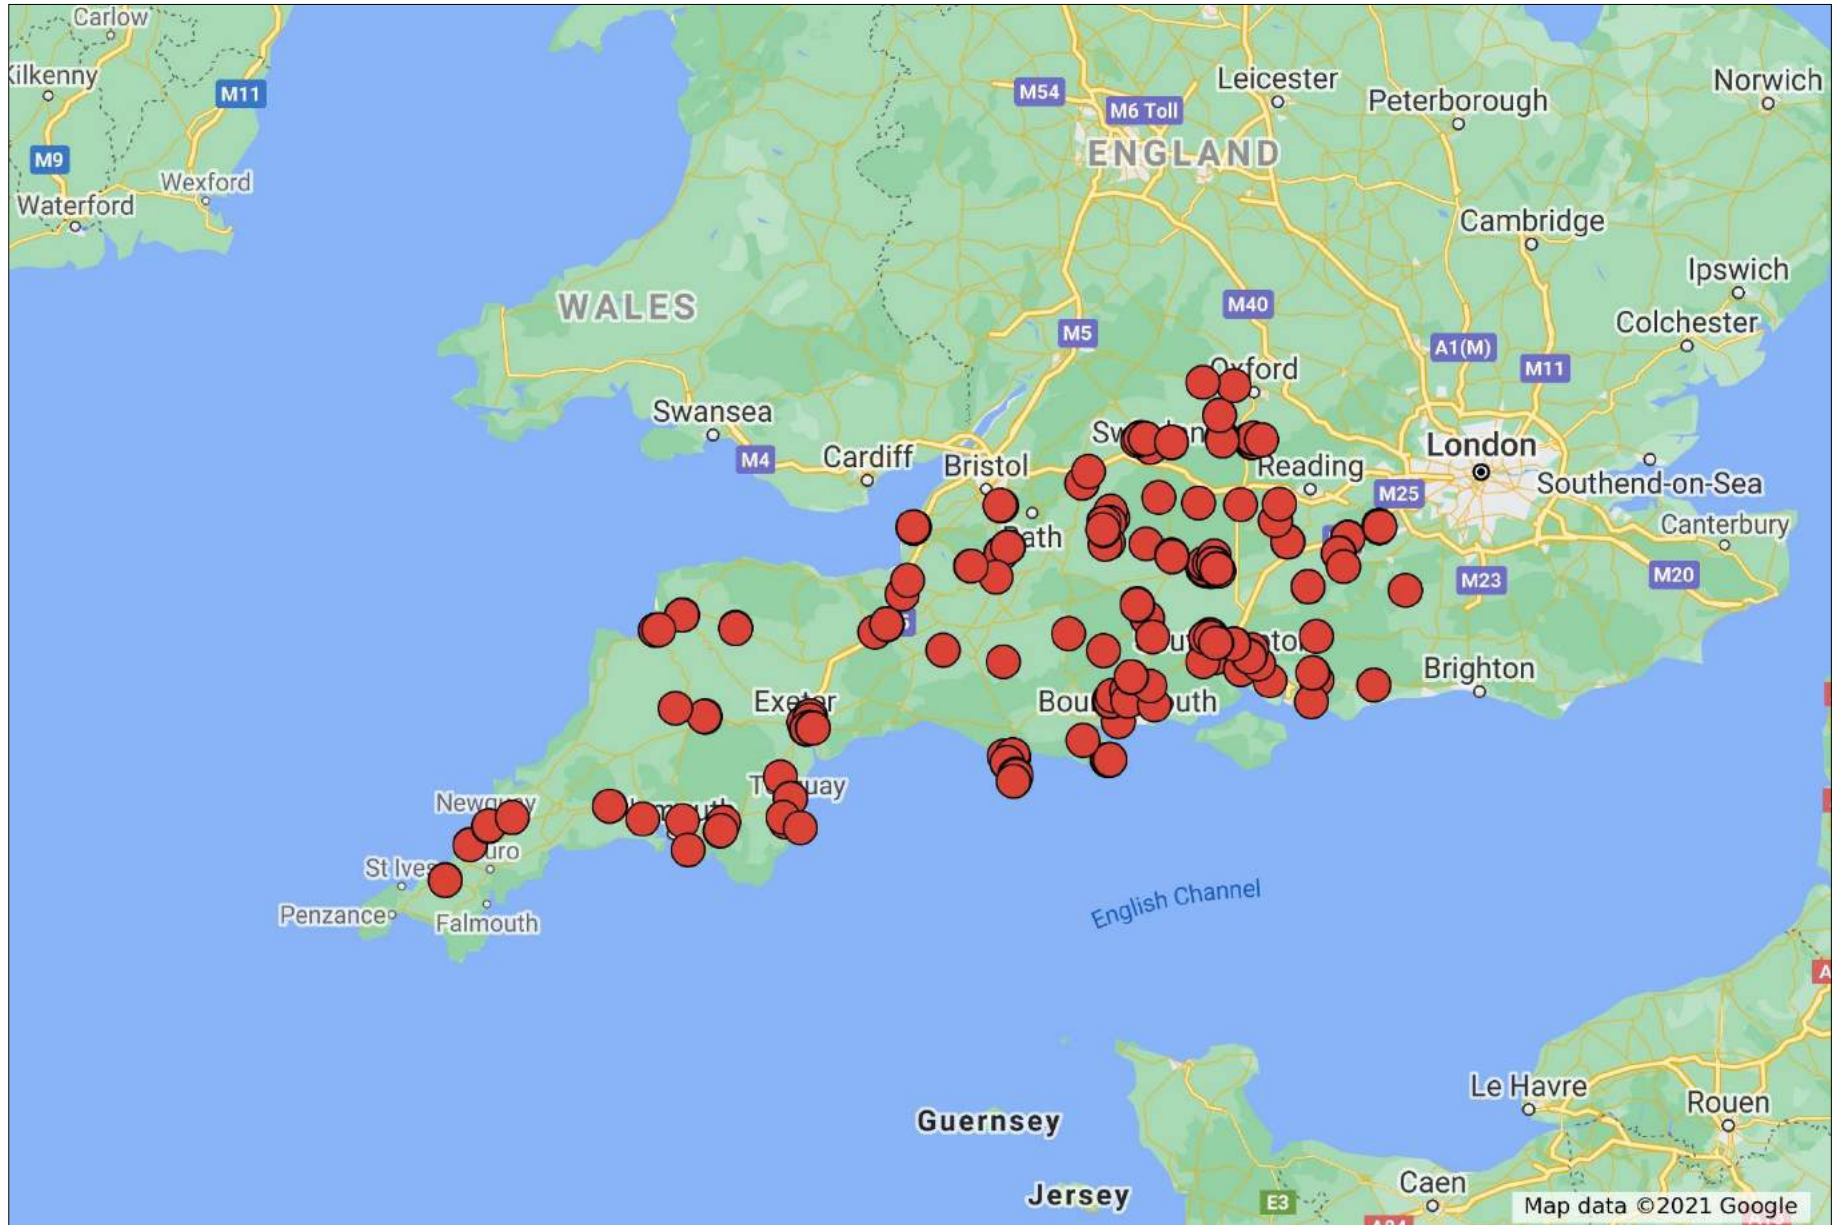 Carlow
Kilkenny
M11
M9
Wexford
Waterford
M54
M6 Toll
Leicester
Peterborough
Norwich
ENGLAND
Cambridge
Ipswich
WALES
M40
M5
Colchester
A1(M)
M11
Oxford
Swansea
M4
Cardiff
Bristol
London
Reading
M25
Southend-on-Sea
Canterbury
M23
M20
Brighton
Exeter
Newquay
St Ives
Penzance
Falmouth
English Channel
Le Havre
Rouen
Guernsey
Jersey
Caen
E3
Map data ©2021 Google